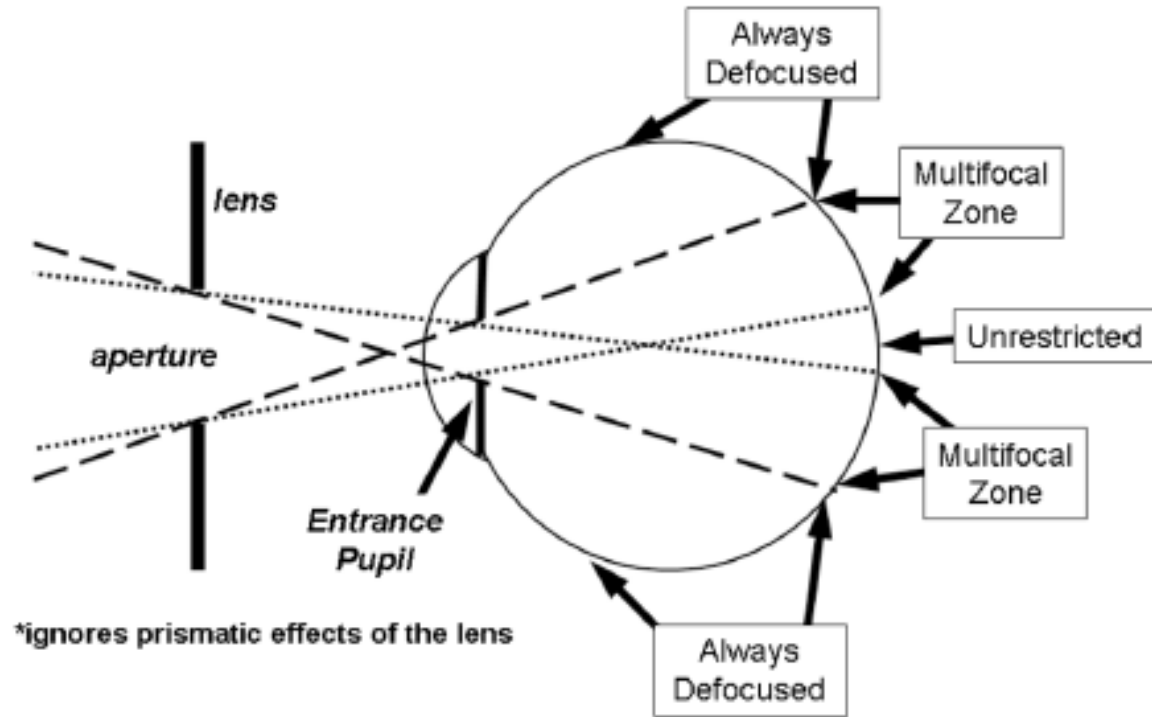 Always
Defocused
lens
Multifocal
Zone
aperture
Unrestricted
Entrance
Pupil
Multifocal
Zone
*ignores prismatic effects of the lens
Always
Defocused